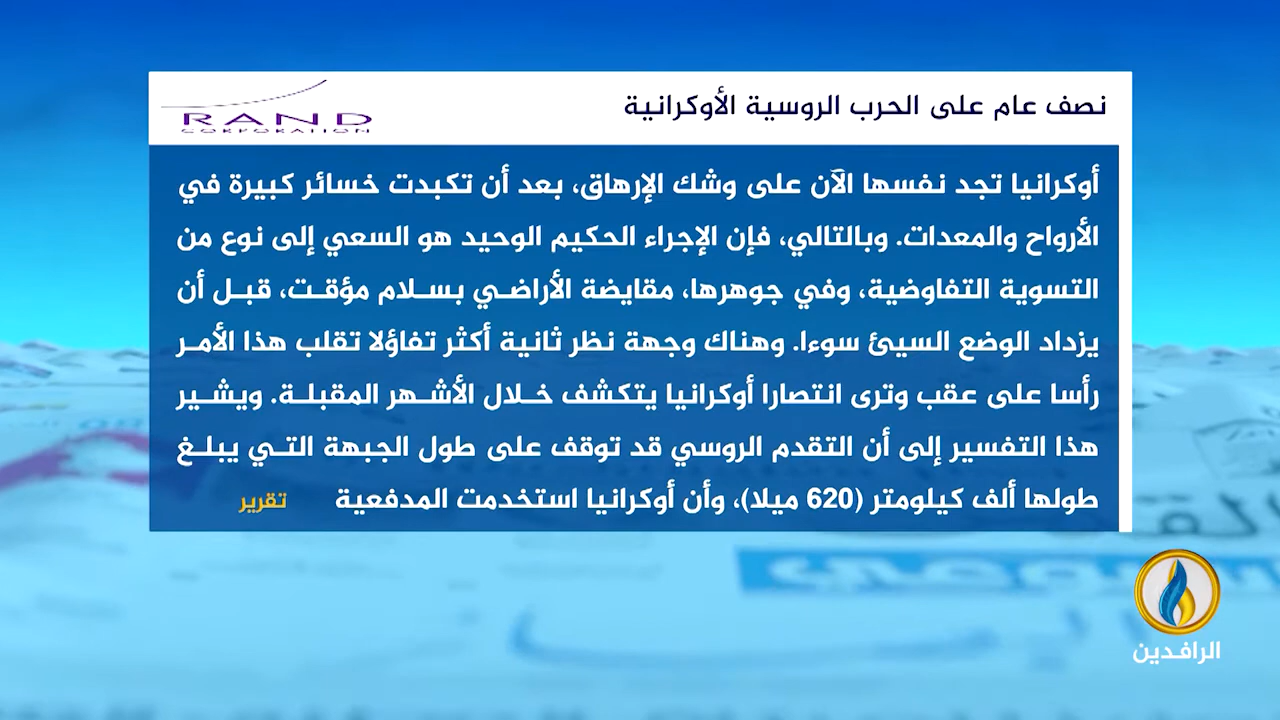 نصف عام على الحرب الروسية الأوكرانية
RAND
CORPORATION
أوكرانيا تجد نفسها الآن على وشك الإرهاق، بعد أن تكبدت خسائر كبيرة في
الأرواح والمعدات. وبالتالي، فإن الإجراء الحكيم الوحيد هو السعي إلى نوع من
التسوية التفاوضية، وفي جوهرها، مقايضة الأراضي بسلام مؤقت، قبل أن
يزداد الوضع السيئ سوءا. وهناك وجهة نظر ثانية أكثر تفاؤلا تقلب هذا الأمر
رأسا على عقب وترى انتصارا أوكرانيا يتكشف خلال الأشهر المقبلة. ويشير
هذا التفسير إلى أن التقدم الروسي قد توقف على طول الجبهة التي يبلغ
طولها ألف كيلومتر (620 ميلا)، وأن أوكرانيا استخدمت المدفعية
تقرير
الرافدين